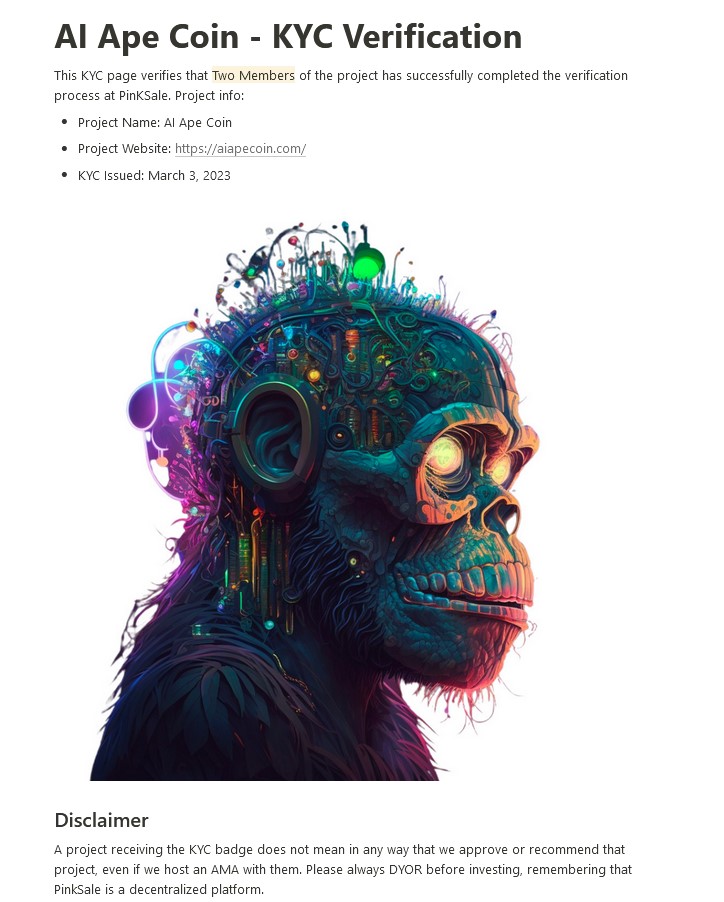 AI Ape Coin - KYC Verification
This KYC page verifies that Two Members of the project has successfully completed the verification
process at PinKSale. Project info:
Project Name: AI Ape Coin
Project Website: https://aiapecoin.com/
KYC Issued: March 3, 2023
Disclaimer
A project receiving the KYC badge does not mean in any way that we approve or recommend that
project, even if we host an AMA with them. Please always DYOR before investing, remembering that
PinkSale is a decentralized platform.